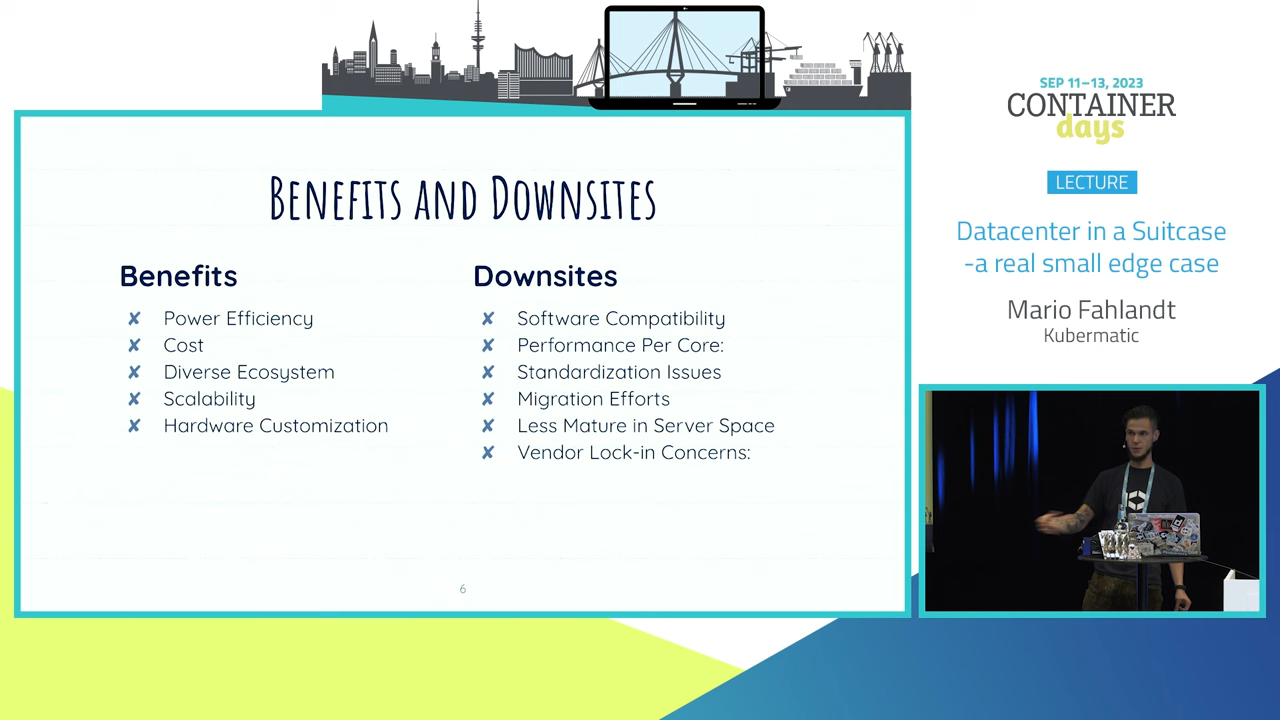 Benefits and Downsites
Benefits
✘ Power Efficiency
✘ Cost
✘ Diverse Ecosystem
✘ Scalability
✘ Hardware Customization
Downsites
✘ Software Compatibility
✘ Performance Per Core:
✘ Standardization Issues
✘ Migration Efforts
✘ Less Mature in Server Space
✘ Vendor Lock-in Concerns:
6
SEP 11–13, 2023
CONTAINER
days
LECTURE
Datacenter in a Suitcase
-a real small edge case
Mario Fahlandt
Kubermatic